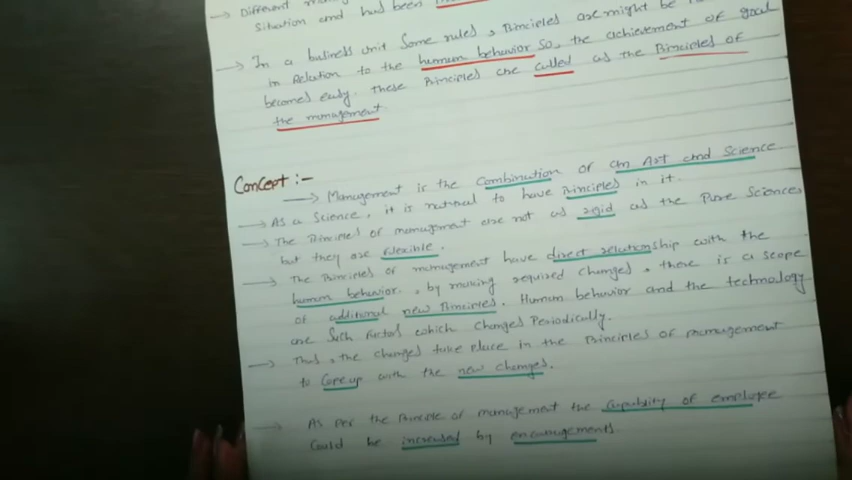 → Different
Situation and had been
→ In a business unit Some rules, Principles are might be
in relation to the human behavior so, the achievement of goal
becomes easy. these Principles are called as the Principles of
the management.
Concept :-
→ Management is the Combination of an Art and Science
→ As a Science, it is natural to have Principles in it.
→ The Principles of management are not as rigid as the Pure Sciences
but they are flexible.
→ The Principles of management have direct relationship with the
human behavior, by making required changes, there is a scope
of additional new Principles. Human behavior and the technology
are such factors which changes Periodically.
→ Thus, the changes take place in the Principles of management
to Cope up with the new changes.
→ As per the Principle of management the Capability of employee
Could be increased by encouragements.